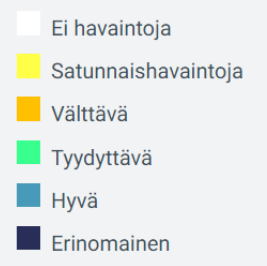 Ei havaintoja
Satunnaishavaintoja
Välttävä
Tyydyttävä
Hyvä
Erinomainen